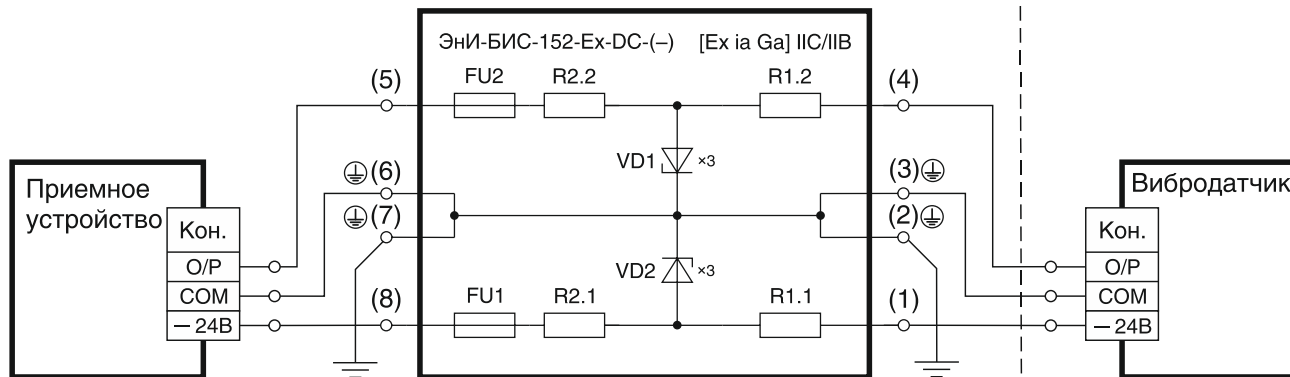 ЭнИ-БИС-152-Ex-DC-(–) [Ex ia Ga] IIC/IIB
(5) FU2 R2.2 R1.2 (4)
VD1 ×3
(6) (3)
(7) (2)
Приемное
устройство
Кон.
O/P
COM
– 24В
Вибродатчик
Кон.
O/P
COM
– 24В
VD2 ×3
(8) FU1 R2.1 R1.1 (1)